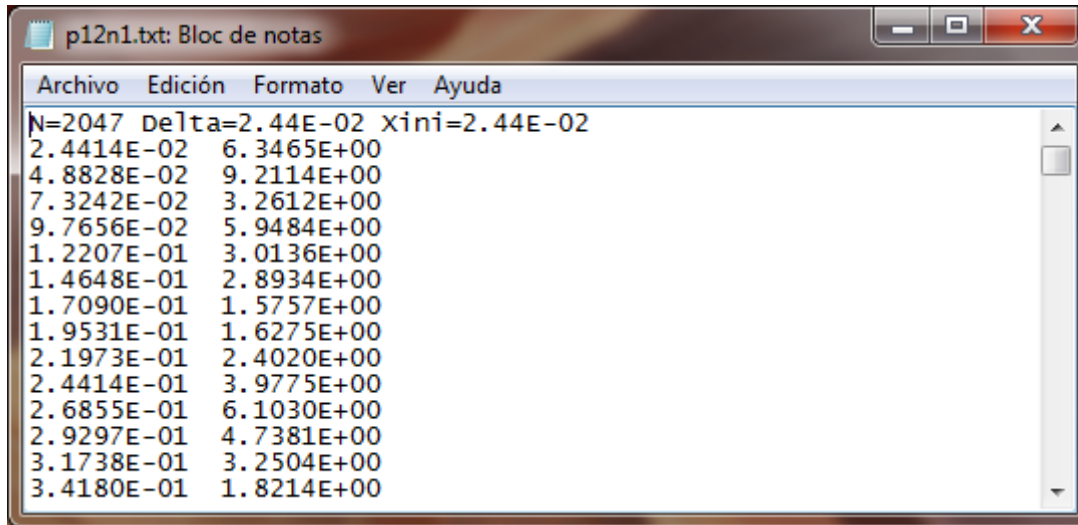 p12n1.txt: Bloc de notas
Archivo Edición Formato Ver Ayuda
N=2047 Delta=2.44E-02 Xini=2.44E-02
2.4414E-02 6.3465E+00
4.8828E-02 9.2114E+00
7.3242E-02 3.2612E+00
9.7656E-02 5.9484E+00
1.2207E-01 3.0136E+00
1.4648E-01 2.8934E+00
1.7090E-01 1.5757E+00
1.9531E-01 1.6275E+00
2.1973E-01 2.4020E+00
2.4414E-01 3.9775E+00
2.6855E-01 6.1030E+00
2.9297E-01 4.7381E+00
3.1738E-01 3.2504E+00
3.4180E-01 1.8214E+00